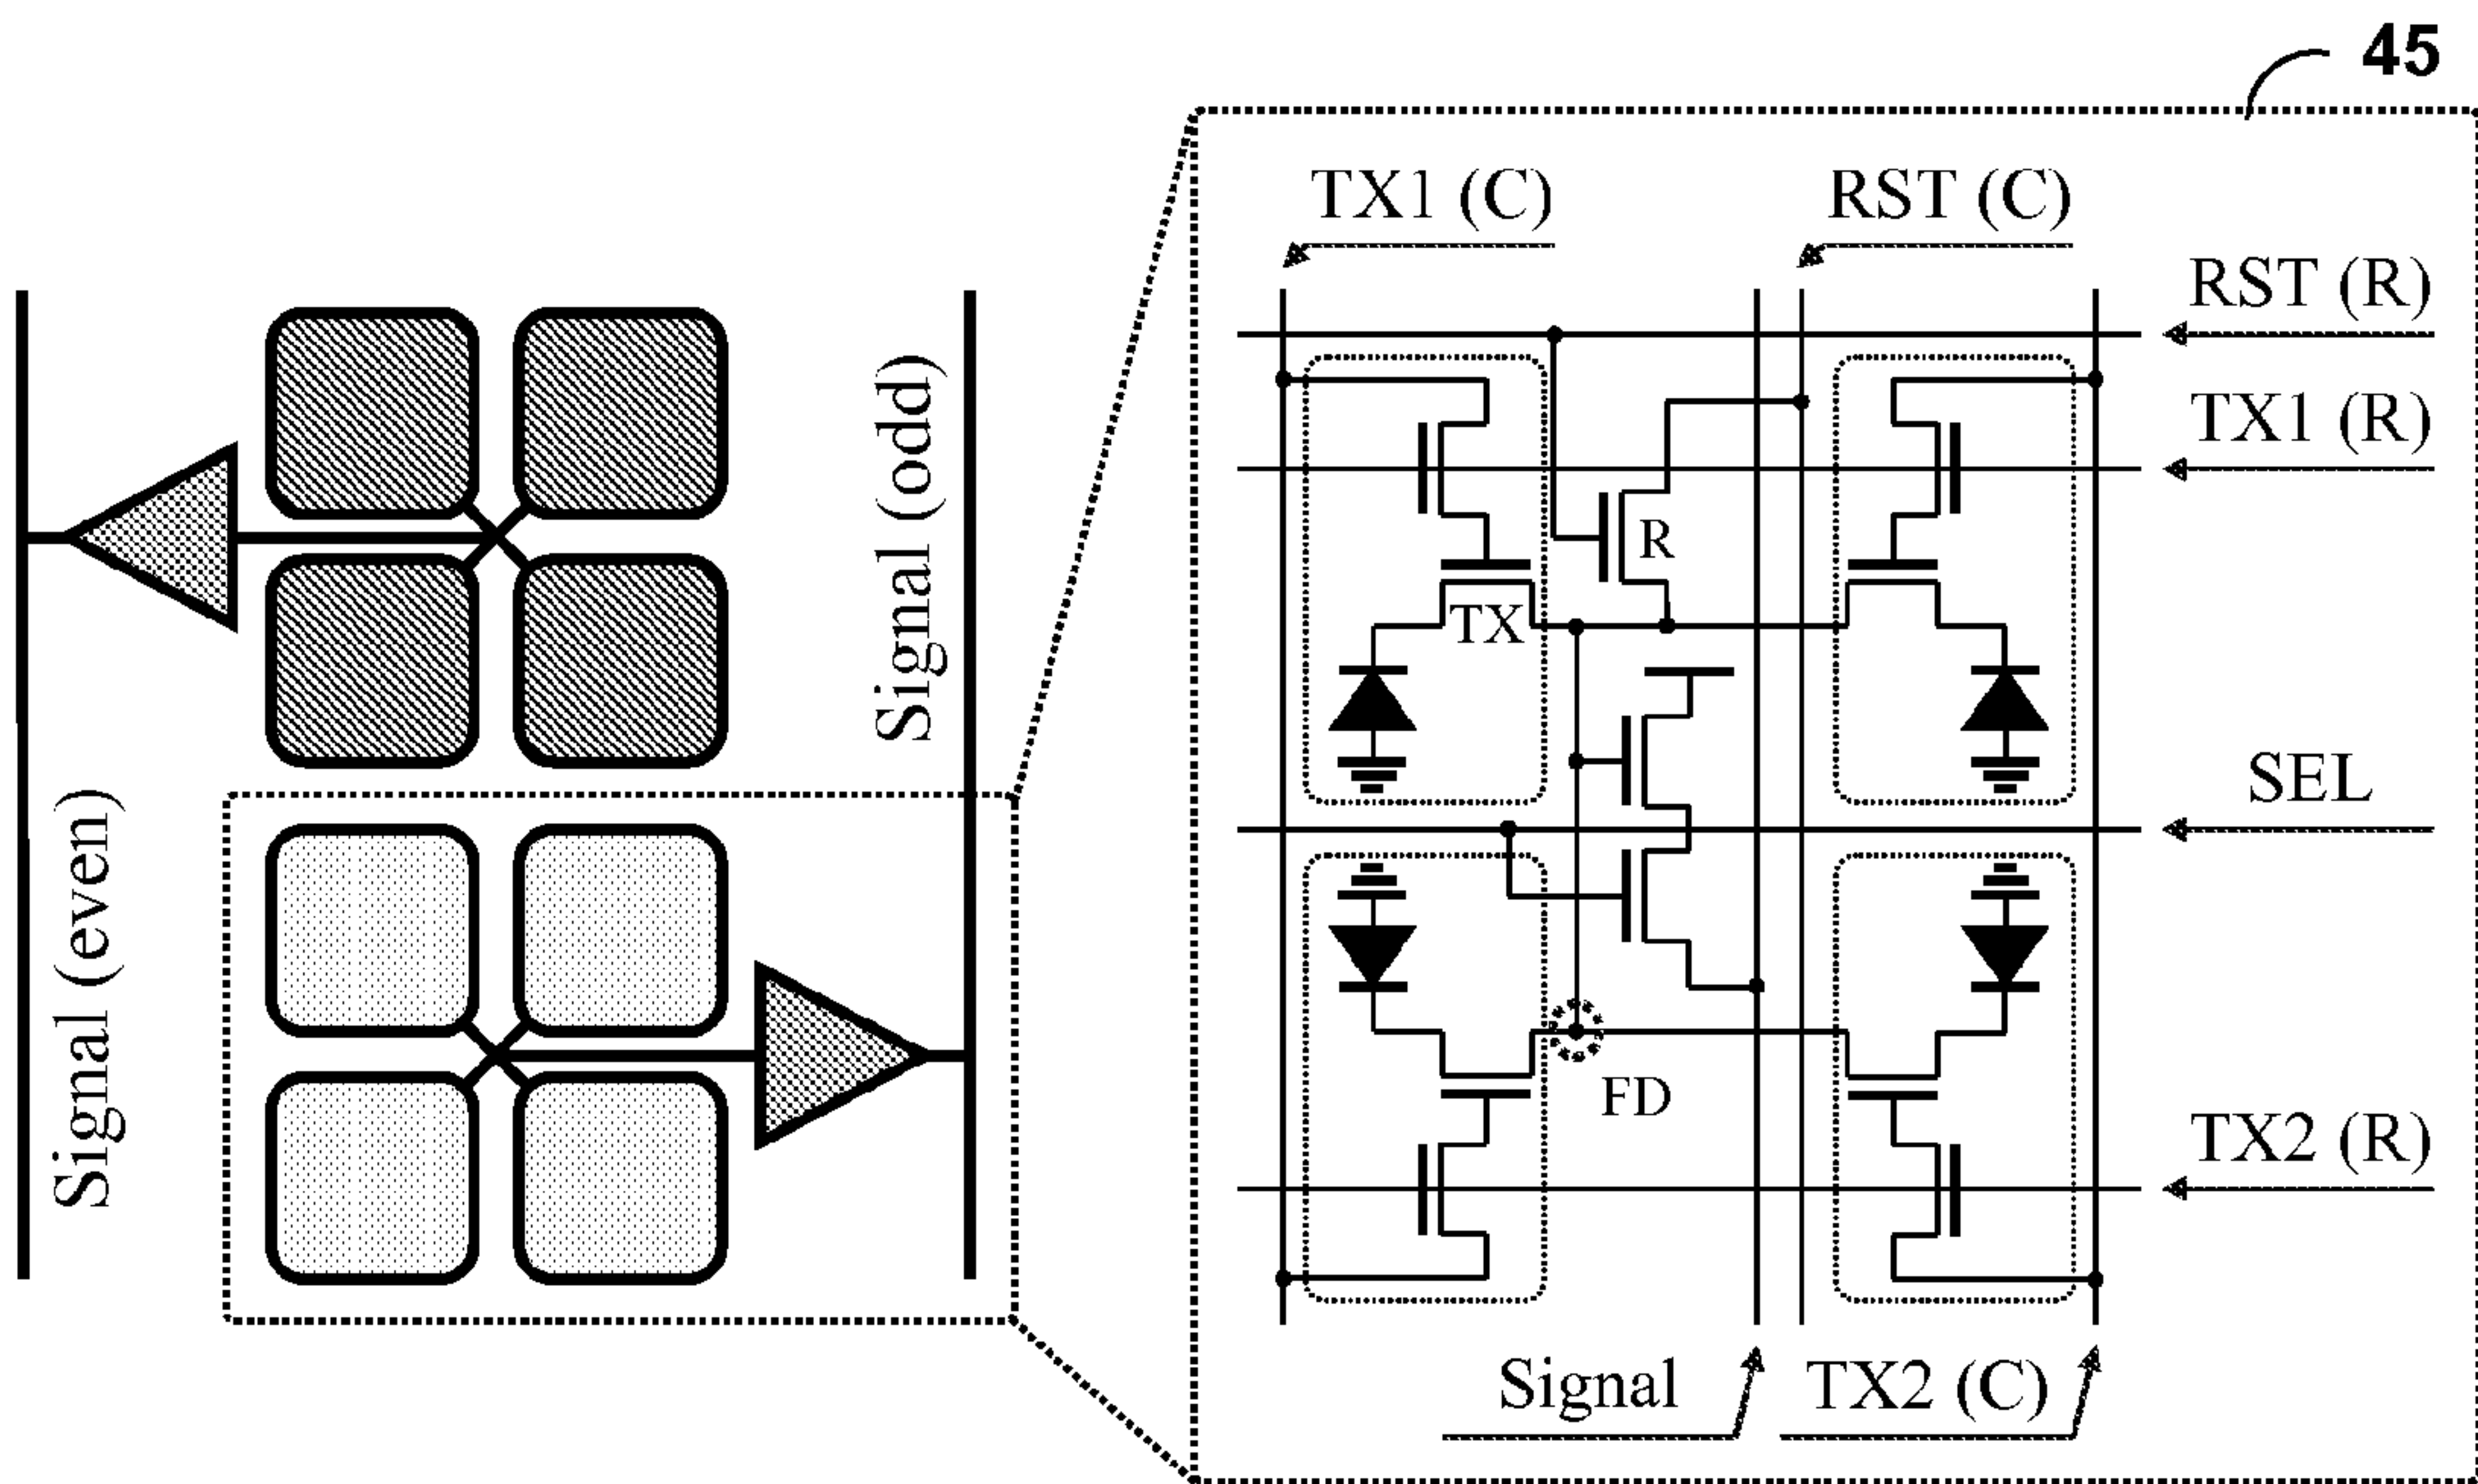 45
TX1 (C)
RST (C)
RST (R)
TX1 (R)
Signal (odd)
R
TX
SEL
Signal (even)
FD
TX2 (R)
Signal
TX2 (C)